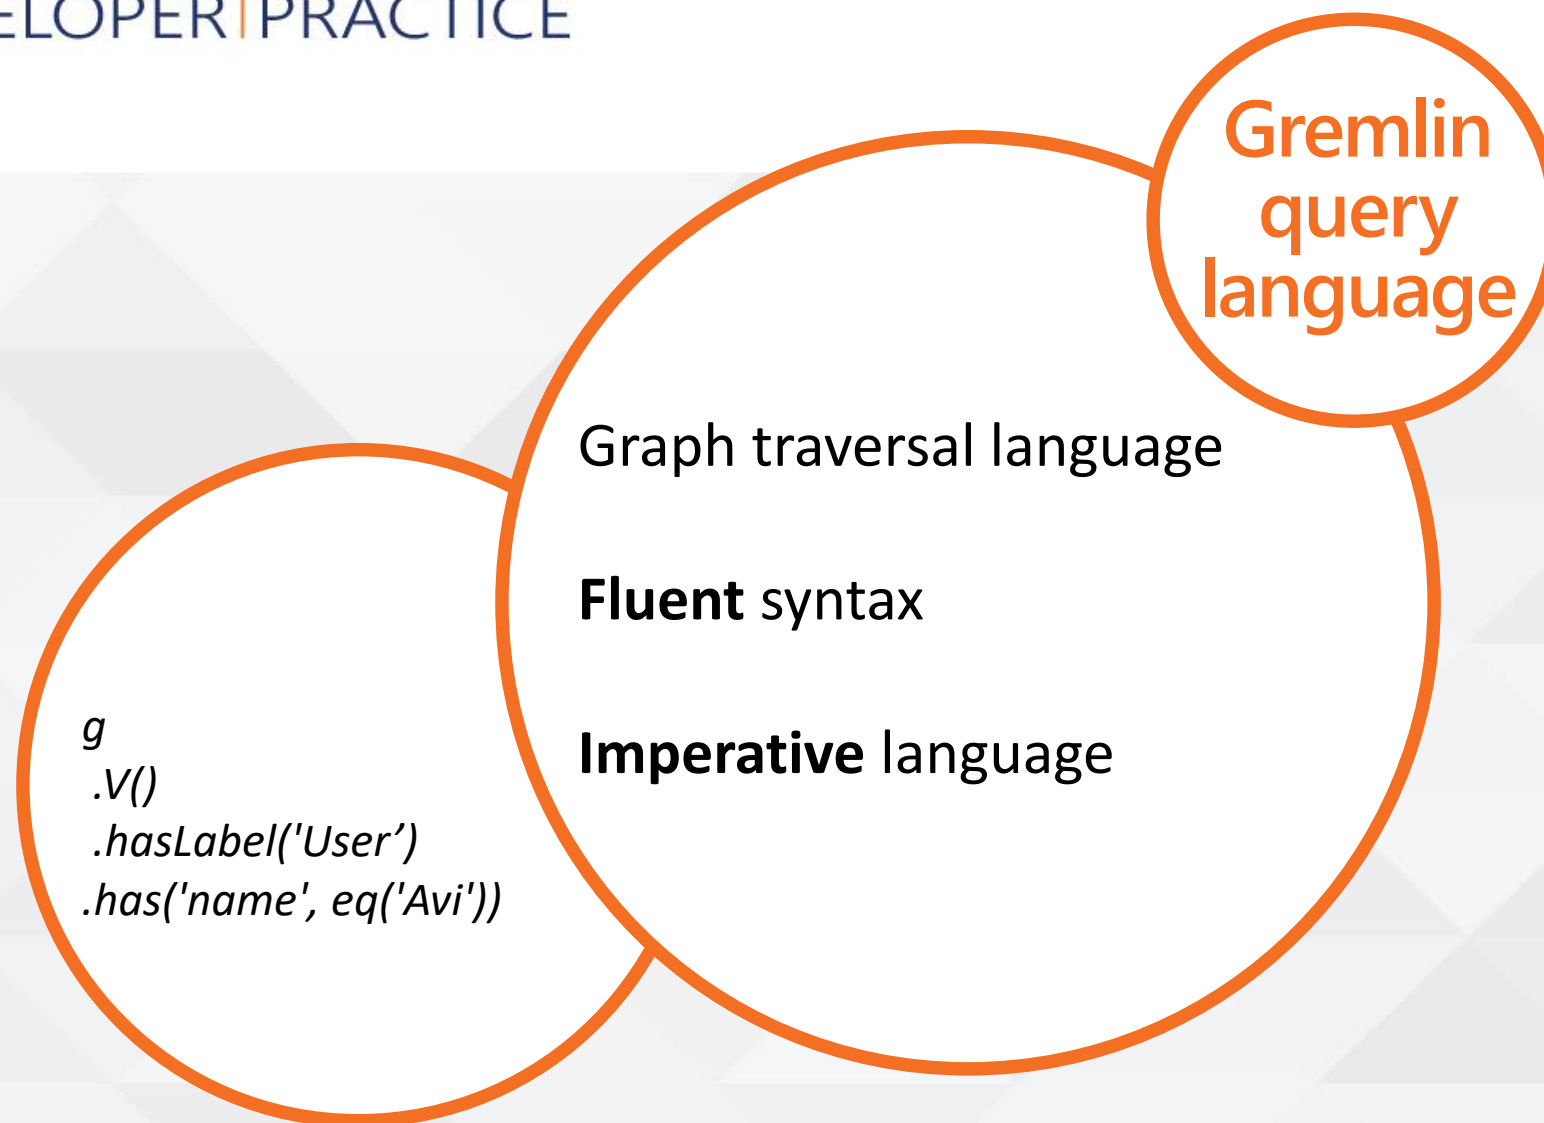 ELOPER|PRACTICE
Gremlin
query
language
Graph traversal language
Fluent syntax
Imperative language
g
.V()
.hasLabel('User’)
.has('name', eq('Avi'))